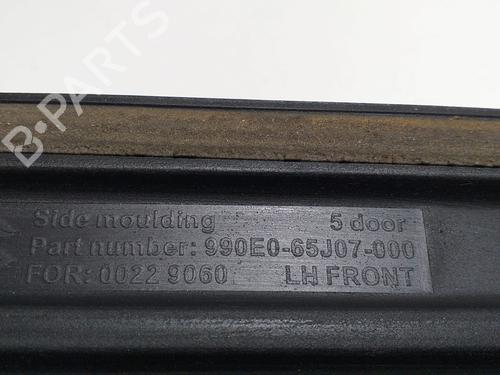 B-PARTS
Side moulding 5 door
Part number: 990E0-65J07-000
FOR: 0022 9060 LH FRONT